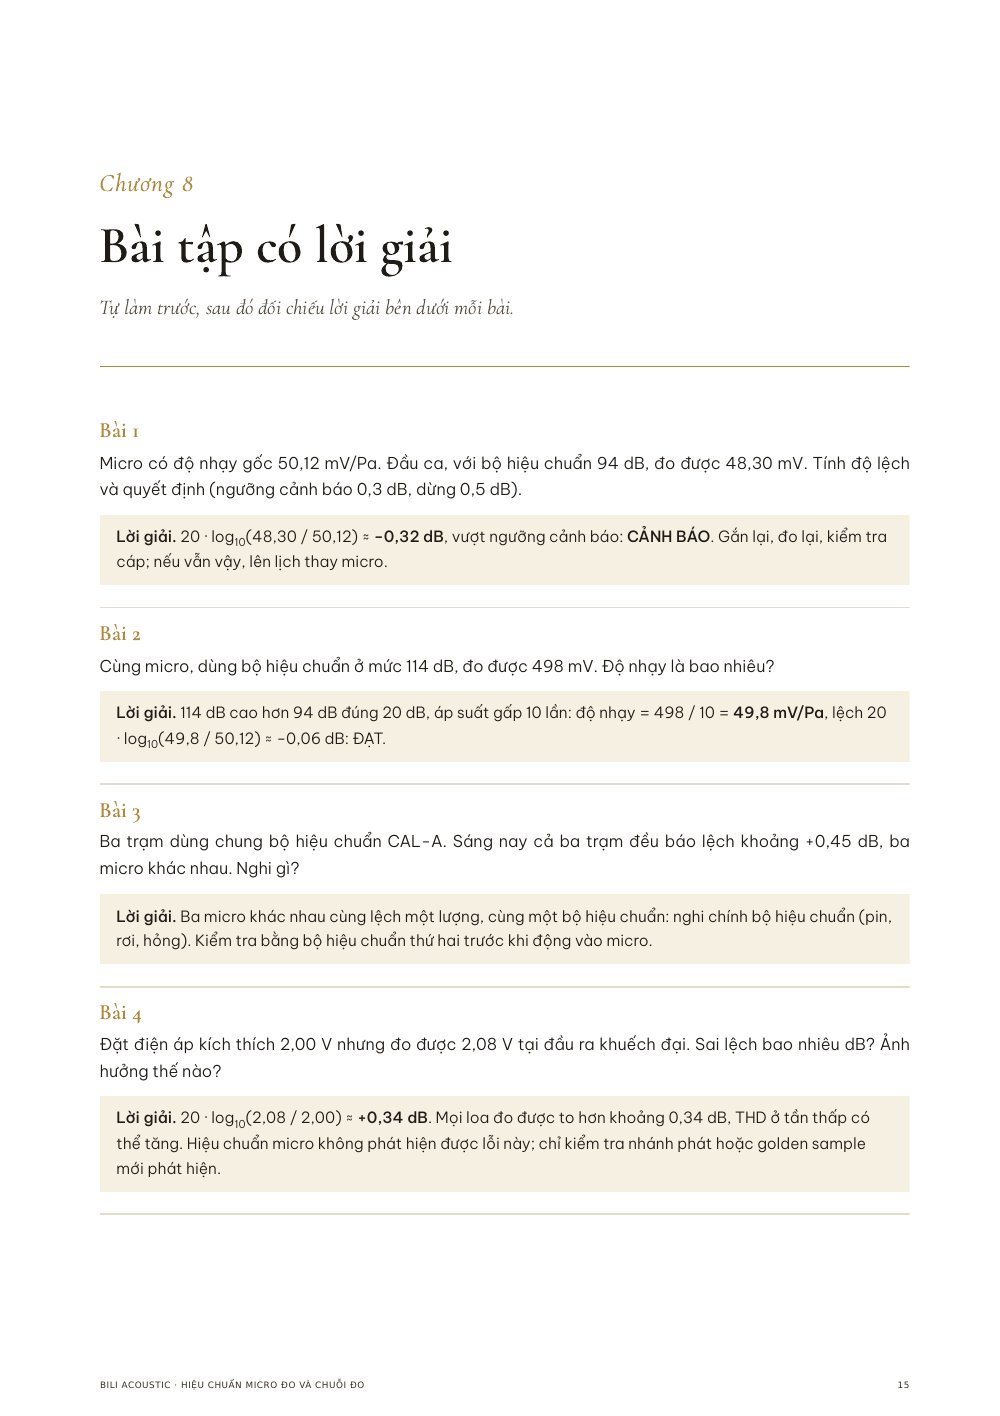 Chương 8
Bài tập có lời giải
Tự làm trước, sau đó đối chiếu lời giải bên dưới mỗi bài.
Bài 1
Micro có độ nhạy gốc 50,12 mV/Pa. Đầu ca, với bộ hiệu chuẩn 94 dB, đo được 48,30 mV. Tính độ lệch
và quyết định (ngưỡng cảnh báo 0,3 dB, dừng 0,5 dB).
Lời giải. 20 · log₁₀(48,30 / 50,12) ≈ −0,32 dB, vượt ngưỡng cảnh báo: CẢNH BÁO. Gắn lại, đo lại, kiểm tra
cáp; nếu vẫn vậy, lên lịch thay micro.
Bài 2
Cùng micro, dùng bộ hiệu chuẩn ở mức 114 dB, đo được 498 mV. Độ nhạy là bao nhiêu?
Lời giải. 114 dB cao hơn 94 dB đúng 20 dB, áp suất gấp 10 lần: độ nhạy = 498 / 10 = 49,8 mV/Pa, lệch 20
· log₁₀(49,8 / 50,12) ≈ −0,06 dB: ĐẠT.
Bài 3
Ba trạm dùng chung bộ hiệu chuẩn CAL-A. Sáng nay cả ba trạm đều báo lệch khoảng +0,45 dB, ba
micro khác nhau. Nghi gì?
Lời giải. Ba micro khác nhau cùng lệch một lượng, cùng một bộ hiệu chuẩn: nghi chính bộ hiệu chuẩn (pin,
rơi, hỏng). Kiểm tra bằng bộ hiệu chuẩn thứ hai trước khi động vào micro.
Bài 4
Đặt điện áp kích thích 2,00 V nhưng đo được 2,08 V tại đầu ra khuếch đại. Sai lệch bao nhiêu dB? Ảnh
hưởng thế nào?
Lời giải. 20 · log₁₀(2,08 / 2,00) ≈ +0,34 dB. Mọi loa đo được to hơn khoảng 0,34 dB, THD ở tần thấp có
thể tăng. Hiệu chuẩn micro không phát hiện được lỗi này; chỉ kiểm tra nhánh phát hoặc golden sample
mới phát hiện.
BILI ACOUSTIC · HIỆU CHUẨN MICRO ĐO VÀ CHUỖI ĐO
15